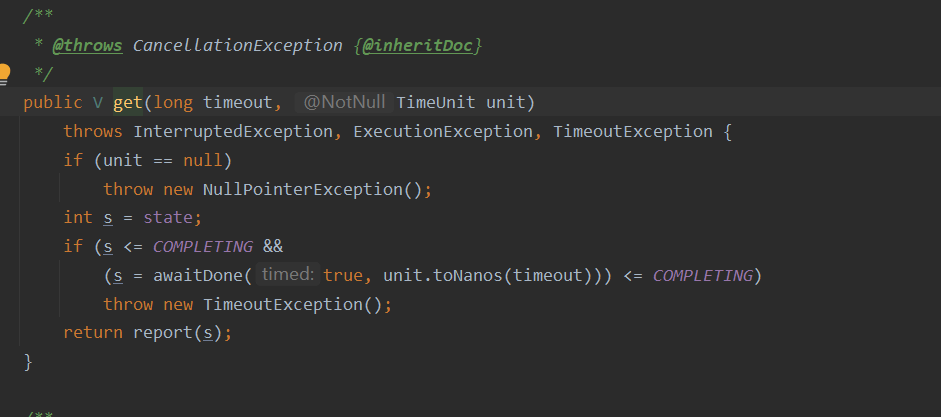 /**
 * @throws CancellationException {@inheritDoc}
 */
public V get(long timeout, @NotNull TimeUnit unit)
    throws InterruptedException, ExecutionException, TimeoutException {
    if (unit == null)
        throw new NullPointerException();
    int s = state;
    if (s <= COMPLETING &&
        (s = awaitDone( timed: true, unit.toNanos(timeout))) <= COMPLETING)
        throw new TimeoutException();
    return report(s);
}
/**